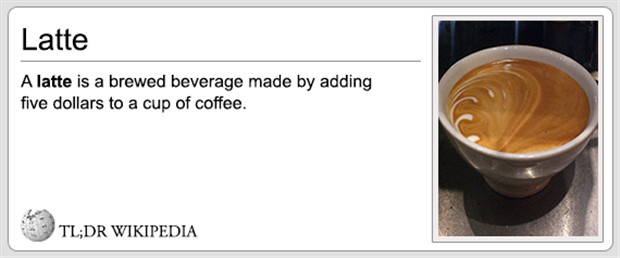 Latte
A latte is a brewed beverage made by adding
five dollars to a cup of coffee.
TL;DR WIKIPEDIA